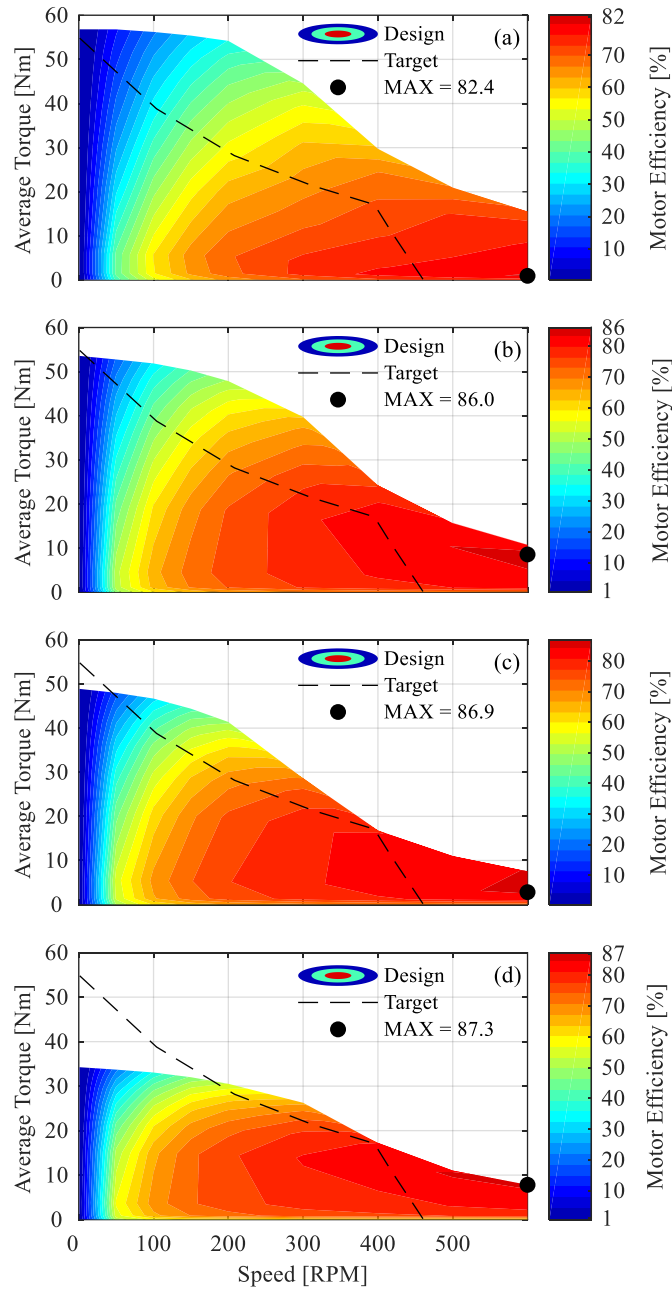 60
50
40
30
20
10
0
Average Torque [Nm]
Design
Target
MAX = 82.4
(a)
82
70
60
50
40
30
20
10
Motor Efficiency [%]
60
50
40
30
20
10
0
Average Torque [Nm]
Design
Target
MAX = 86.0
(b)
86
80
70
60
50
40
30
20
10
1
Motor Efficiency [%]
60
50
40
30
20
10
0
Average Torque [Nm]
Design
Target
MAX = 86.9
(c)
80
70
60
50
40
30
20
10
Motor Efficiency [%]
60
50
40
30
20
10
0
Average Torque [Nm]
Design
Target
MAX = 87.3
(d)
87
80
70
60
50
40
30
20
10
1
Motor Efficiency [%]
0 100 200 300 400 500
Speed [RPM]